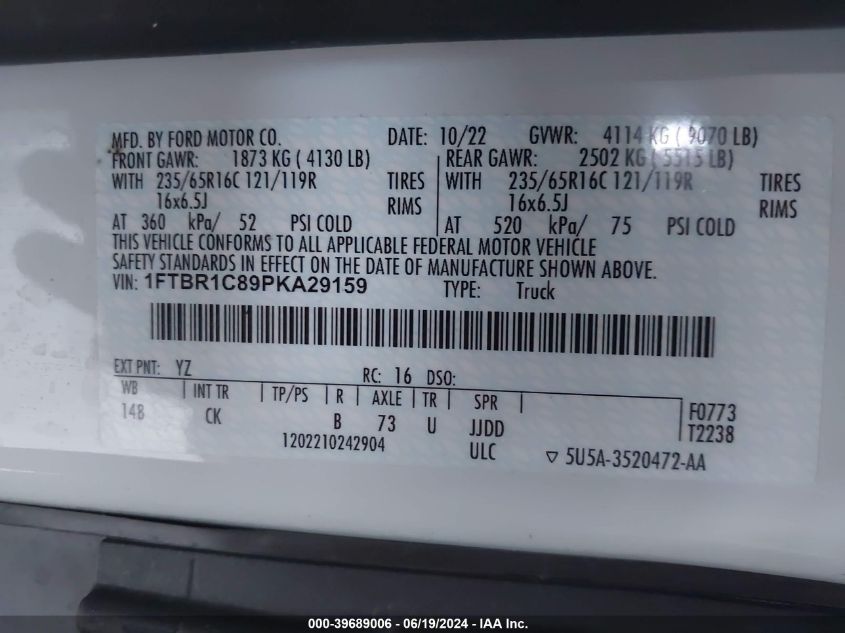 MFD. BY FORD MOTOR CO. DATE: 10/22 GVWR: 4114 KG ( 9070 LB)
FRONT GAWR: 1873 KG ( 4130 LB) REAR GAWR: 2502 KG ( 5515 LB)
WITH 235/65R16C 121/119R TIRES WITH 235/65R16C 121/119R TIRES
16x6.5J RIMS 16x6.5J RIMS
AT 360 kPa/ 52 PSI COLD AT 520 kPa/ 75 PSI COLD
THIS VEHICLE CONFORMS TO ALL APPLICABLE FEDERAL MOTOR VEHICLE
SAFETY STANDARDS IN EFFECT ON THE DATE OF MANUFACTURE SHOWN ABOVE.
VIN: 1FTBR1C89PKA29159 TYPE: Truck
EXT PNT: YZ RC: 16 DSO:
WB INT TR TP/PS R AXLE TR SPR F0773
148 CK B 73 U JJDD T2238
1202210242904 ULC ▽ 5U5A-3520472-AA
000-39689006 - 06/19/2024 - IAA Inc.